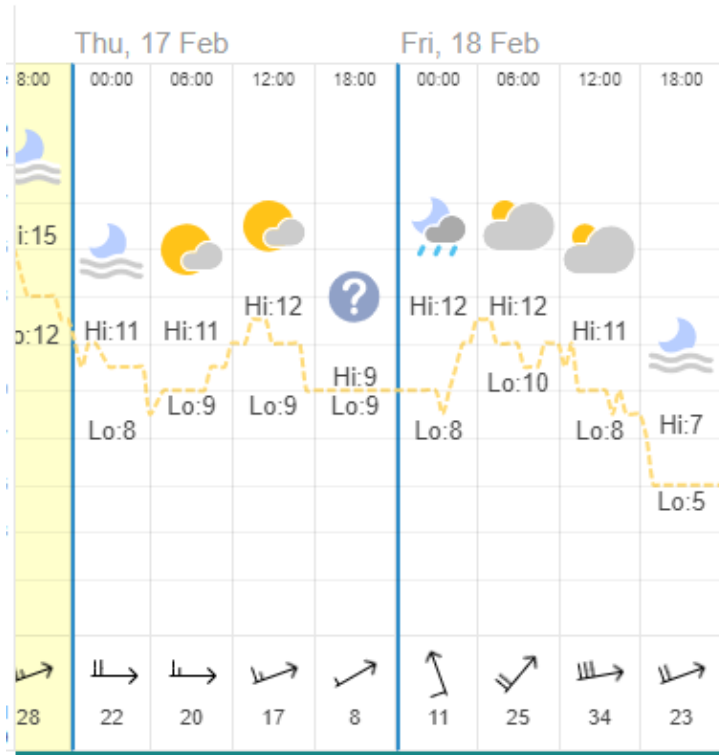 Thu, 17 Feb Fri, 18 Feb
8:00 00:00 06:00 12:00 18:00 00:00 06:00 12:00 18:00
i:15
Hi:12 Hi:12 Hi:12
o:12 Hi:11 Hi:11 Hi:11
?
Hi:9 Lo:10
Lo:9 Lo:9 Lo:9
Lo:8 Lo:8 Lo:8 Hi:7
Lo:5
28 22 20 17 8 11 25 34 23